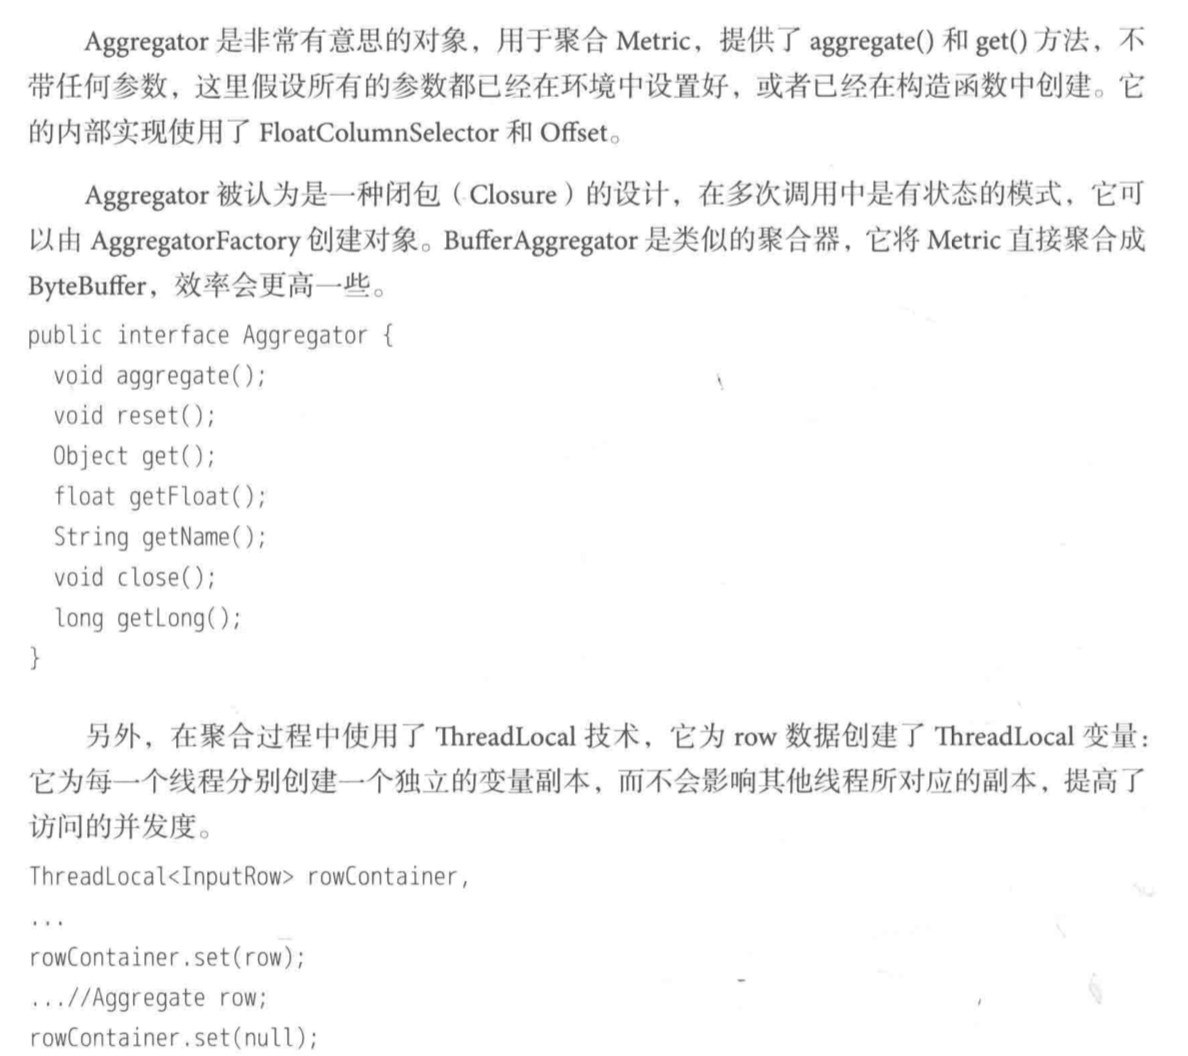 Aggregator 是非常有意思的对象，用于聚合 Metric，提供了 aggregate() 和 get() 方法，不
带任何参数，这里假设所有的参数都已经在环境中设置好，或者已经在构造函数中创建。它
的内部实现使用了 FloatColumnSelector 和 Offset。
Aggregator 被认为是一种闭包（Closure）的设计，在多次调用中是有状态的模式，它可
以由 AggregatorFactory 创建对象。BufferAggregator 是类似的聚合器，它将 Metric 直接聚合成
ByteBuffer，效率会更高一些。
public interface Aggregator {
  void aggregate();
  void reset();
  Object get();
  float getFloat();
  String getName();
  void close();
  long getLong();
}
另外，在聚合过程中使用了 ThreadLocal 技术，它为 row 数据创建了 ThreadLocal 变量：
它为每一个线程分别创建一个独立的变量副本，而不会影响其他线程所对应的副本，提高了
访问的并发度。
ThreadLocal<InputRow> rowContainer,
...
rowContainer.set(row);
...//Aggregate row;
rowContainer.set(null);